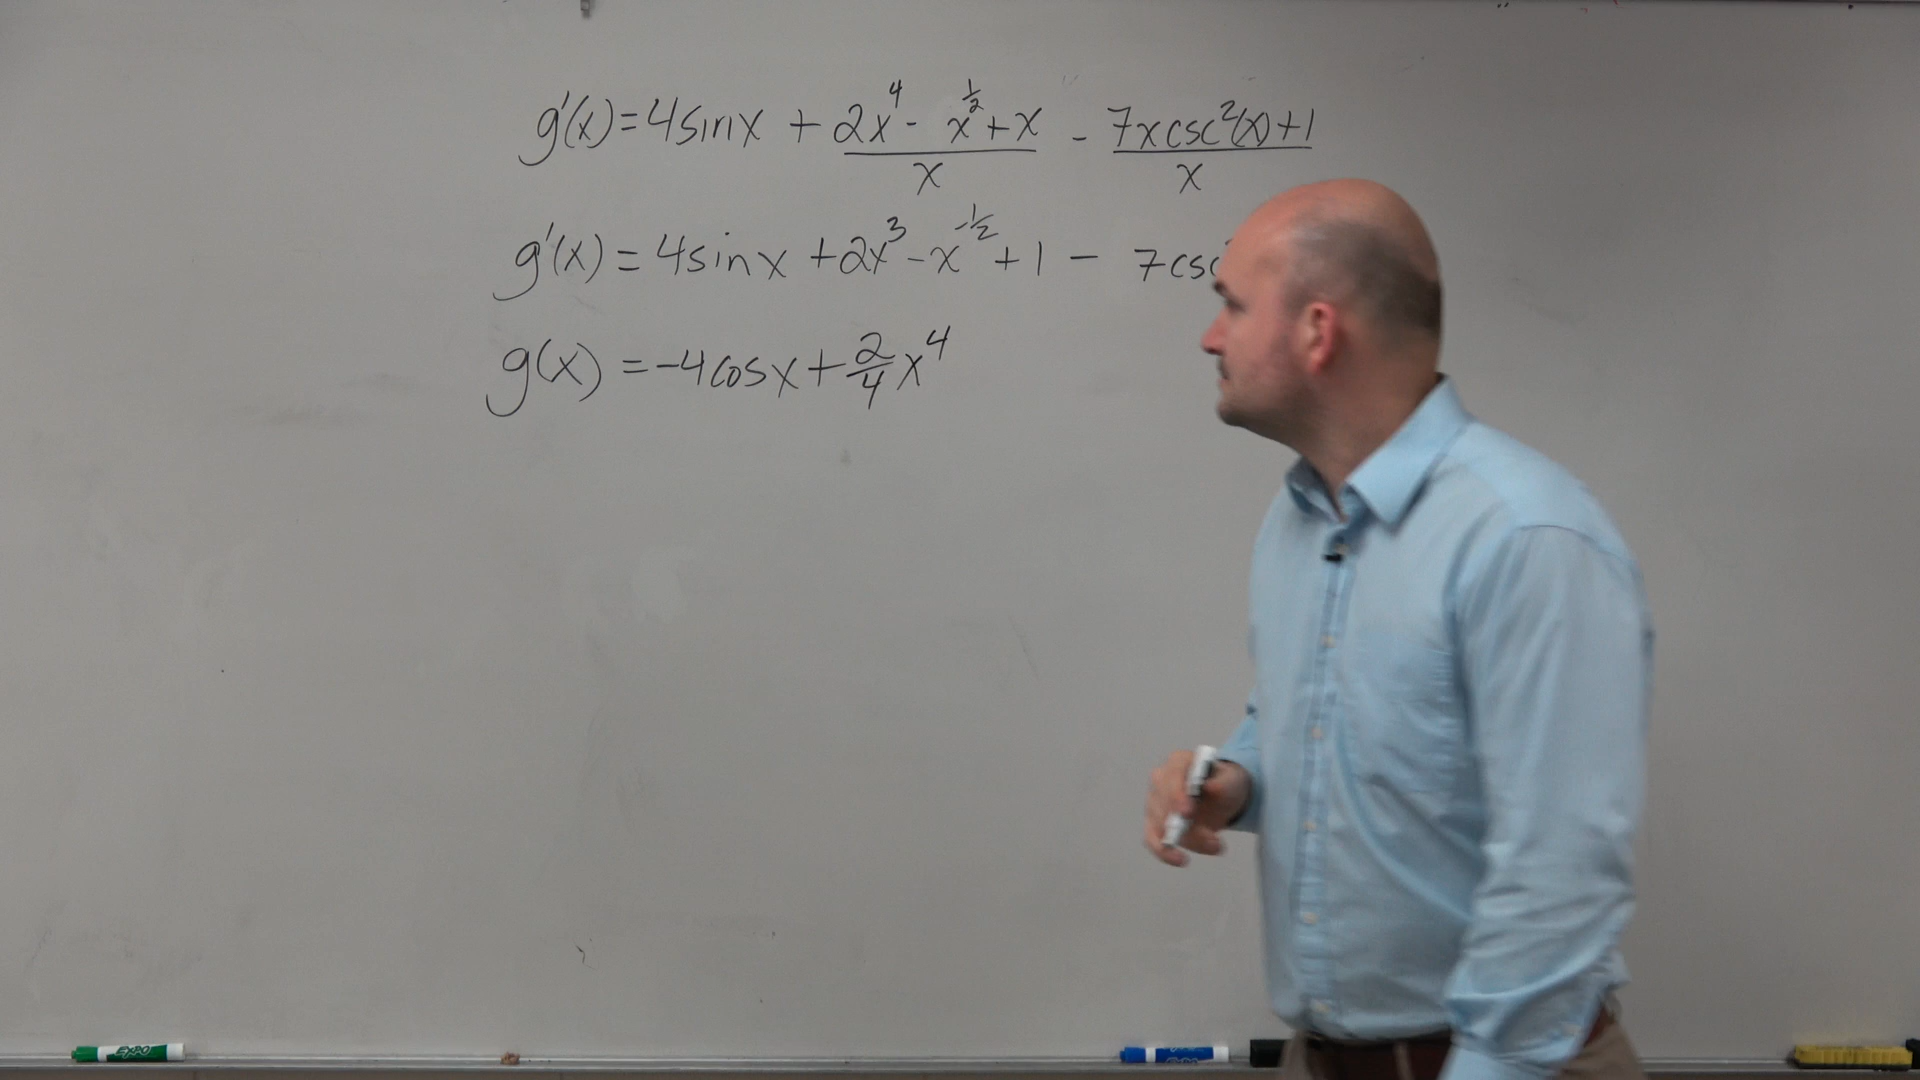 g'(x) = 4sinx + (2x^4 - x^(1/2) + x)/x - (7xcsc^2(x)+1)/x
g'(x) = 4sinx + 2x^3 - x^(-1/2) + 1 - 7csc
g(x) = -4cosx + 2/4 x^4
EXPO